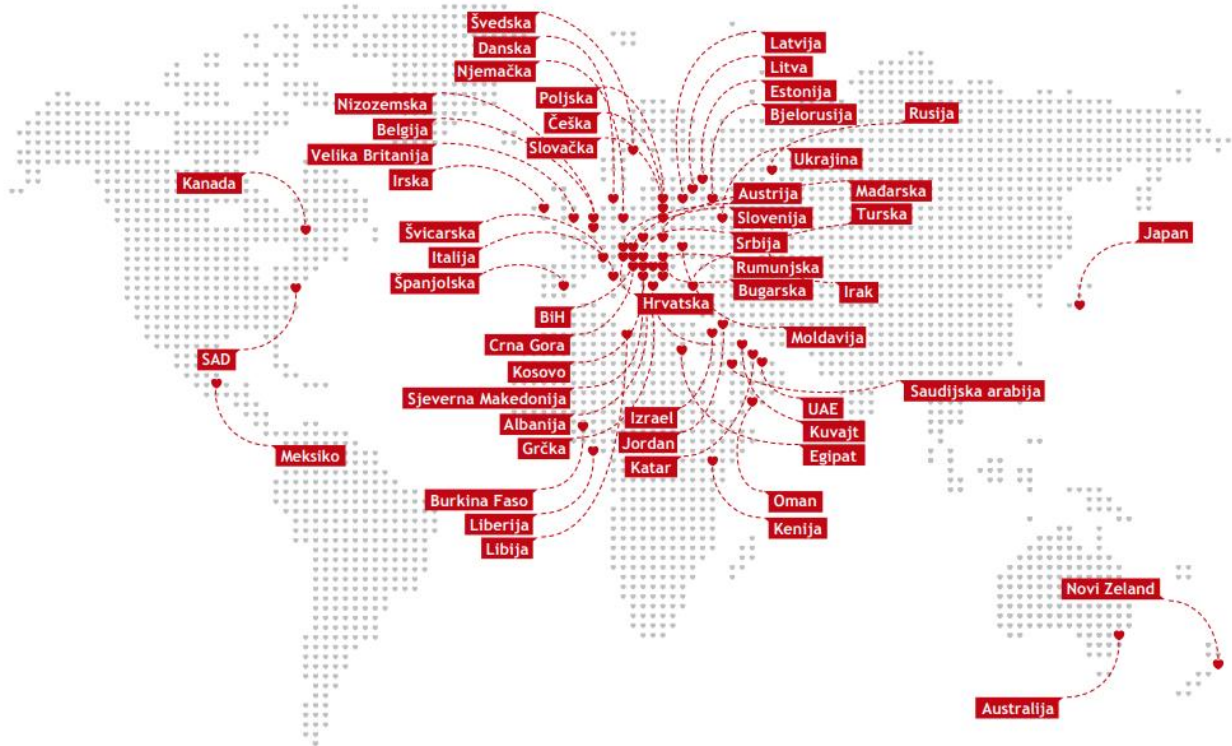 Švedska
Danska
Njemačka
Nizozemska
Belgija
Velika Britanija
Irska
Poljska
Češka
Slovačka
Latvija
Litva
Estonija
Bjelorusija
Rusija
Ukrajina
Kanada
Švicarska
Italija
Španjolska
Austrija
Mađarska
Slovenija
Turska
Srbija
Rumunjska
Bugarska
Irak
Japan
Hrvatska
BiH
Crna Gora
Kosovo
Sjeverna Makedonija
Albanija
Grčka
Moldavija
SAD
Meksiko
Saudijska arabija
Izrael
Jordan
Katar
UAE
Kuvajt
Egipat
Burkina Faso
Liberija
Libija
Oman
Kenija
Novi Zeland
Australija